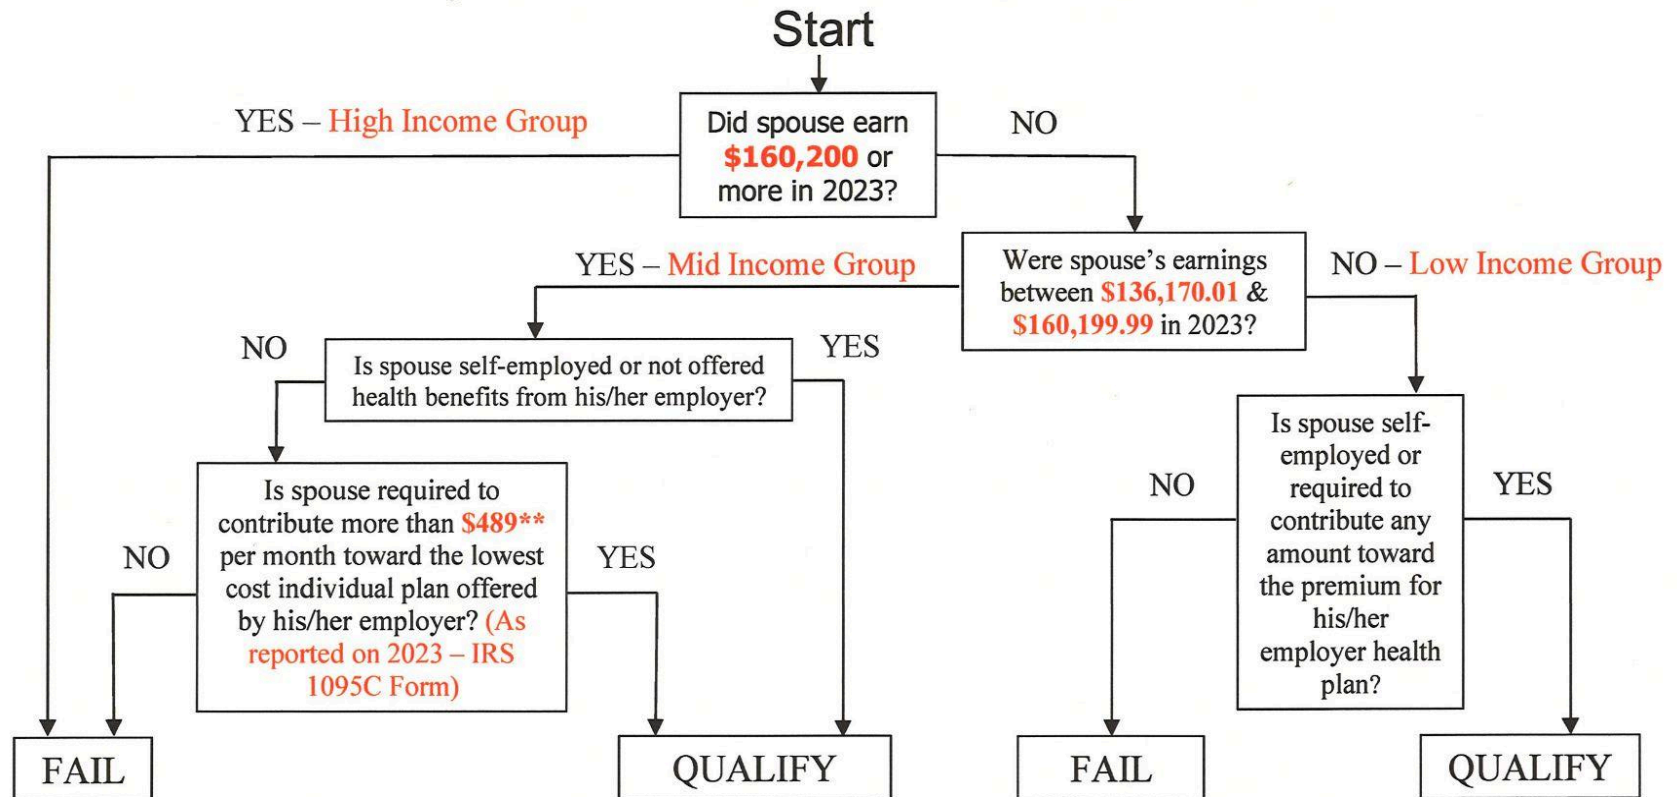 Start
YES – High Income Group
Did spouse earn
$160,200 or
more in 2023?
NO
YES – Mid Income Group
Were spouse’s earnings
between $136,170.01 &
$160,199.99 in 2023?
NO – Low Income Group
NO
Is spouse self-employed or not offered
health benefits from his/her employer?
YES
NO
Is spouse required to
contribute more than $489**
per month toward the lowest
cost individual plan offered
by his/her employer? (As
reported on 2023 – IRS
1095C Form)
YES
NO
Is spouse self-
employed or
required to
contribute any
amount toward
the premium for
his/her
employer health
plan?
YES
FAIL
QUALIFY
FAIL
QUALIFY